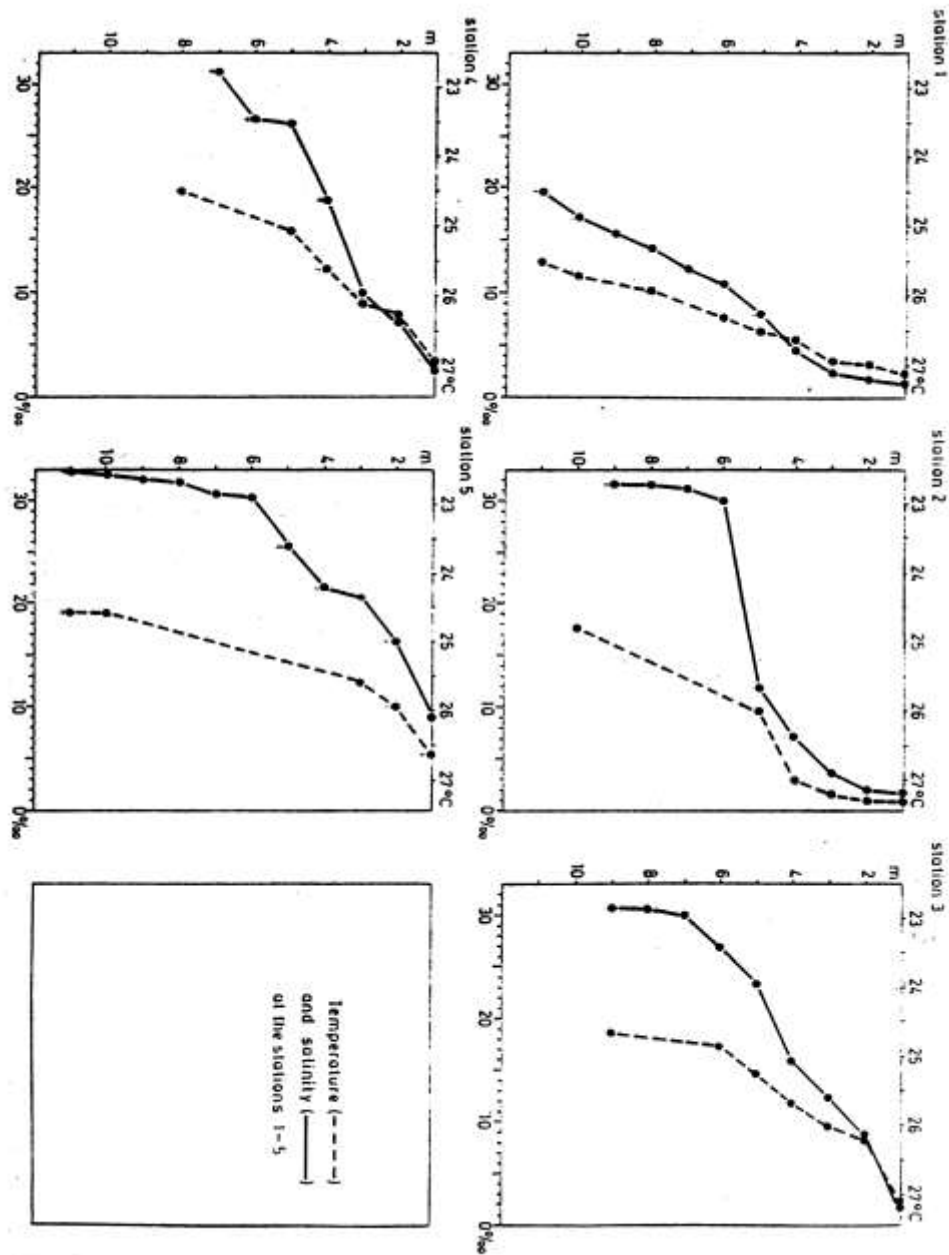 station 1
23 24 25 26 27°C
m
2
4
6
8
10
30 20 10 0‰
station 2
23 24 25 26 27°C
m
2
4
6
8
10
30 20 10 0‰
station 3
23 24 25 26 27°C
m
2
4
6
8
10
30 20 10 0‰
station 4
23 24 25 26 27°C
m
2
4
6
8
10
30 20 10 0‰
station 5
23 24 25 26 27°C
m
2
4
6
8
10
30 20 10 0‰
Temperature (---)
and salinity (——)
at the stations 1-5